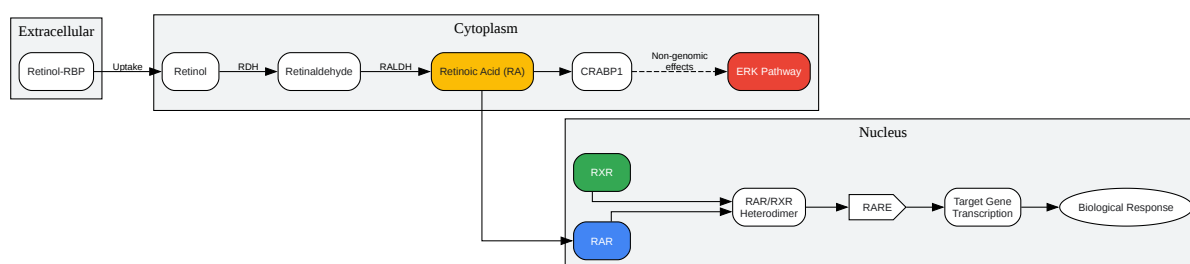 Extracellular
Cytoplasm
Retinol-RBP
Uptake
Retinol
RDH
Retinaldehyde
RALDH
Retinoic Acid (RA)
CRABP1
Non-genomic
effects
ERK Pathway
Nucleus
RXR
RAR
RAR/RXR
Heterodimer
RARE
Target Gene
Transcription
Biological Response